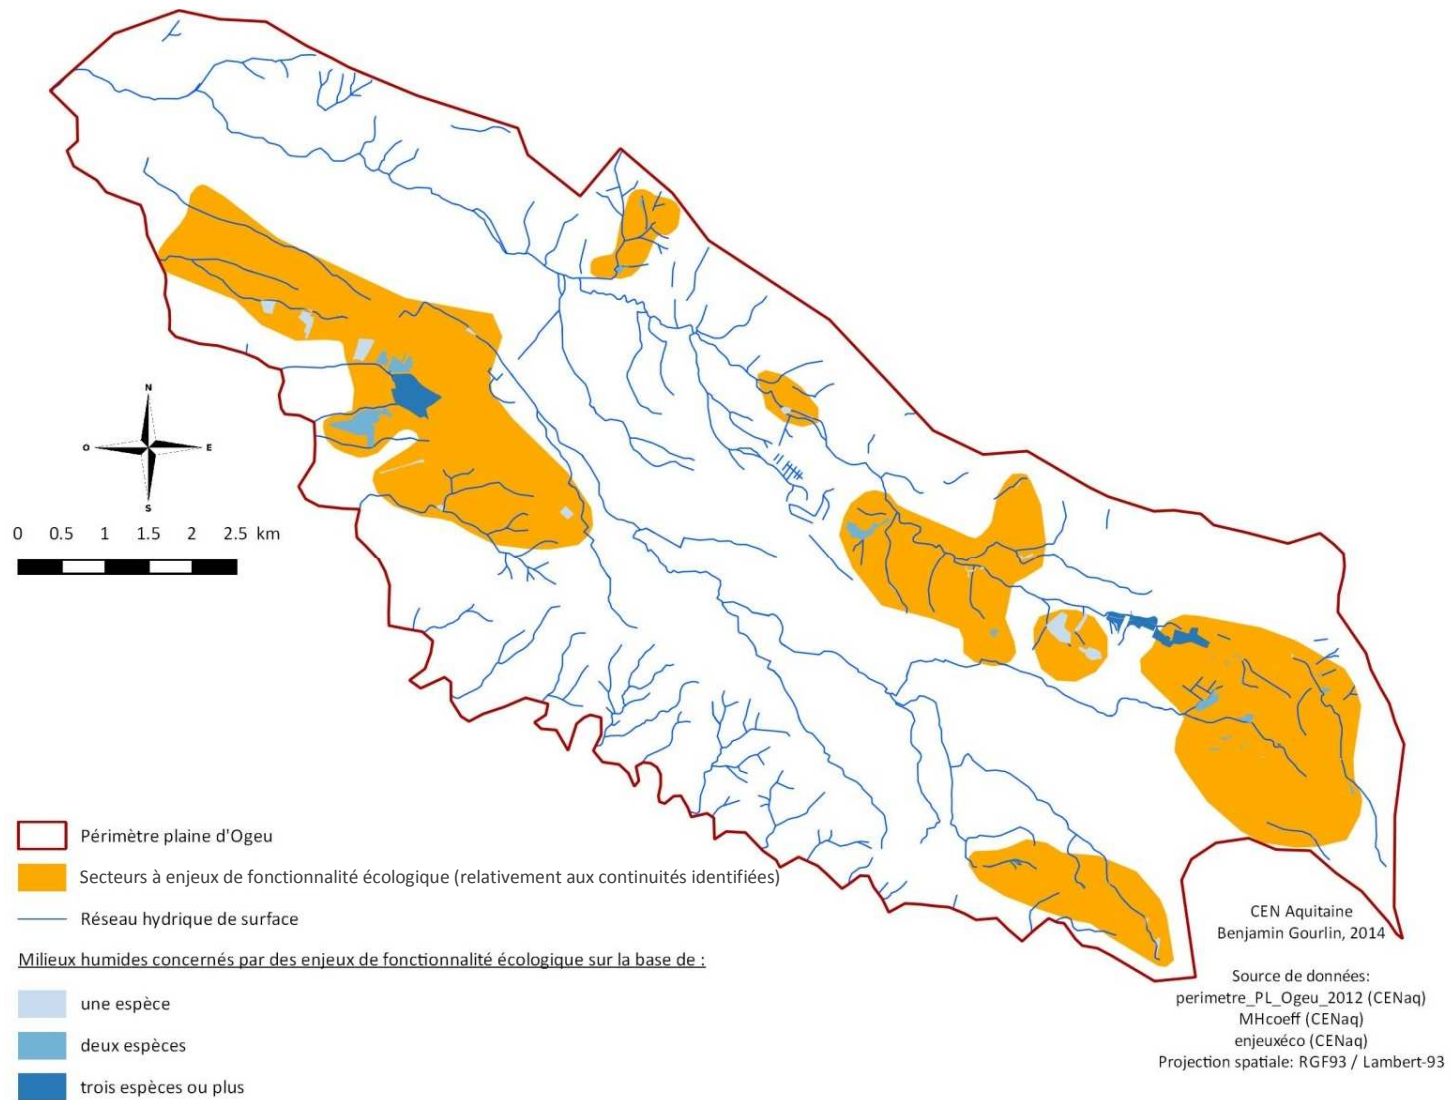 N
O
E
S
0 0.5 1 1.5 2 2.5 km
Périmètre plaine d'Ogeu
Secteurs à enjeux de fonctionnalité écologique (relativement aux continuités identifiées)
Réseau hydrique de surface
Milieux humides concernés par des enjeux de fonctionnalité écologique sur la base de :
une espèce
deux espèces
trois espèces ou plus
CEN Aquitaine
Benjamin Gourlin, 2014
Source de données:
perimetre_PL_Ogeu_2012 (CENaq)
MHcoeff (CENaq)
enjeuxéco (CENaq)
Projection spatiale: RGF93 / Lambert-93